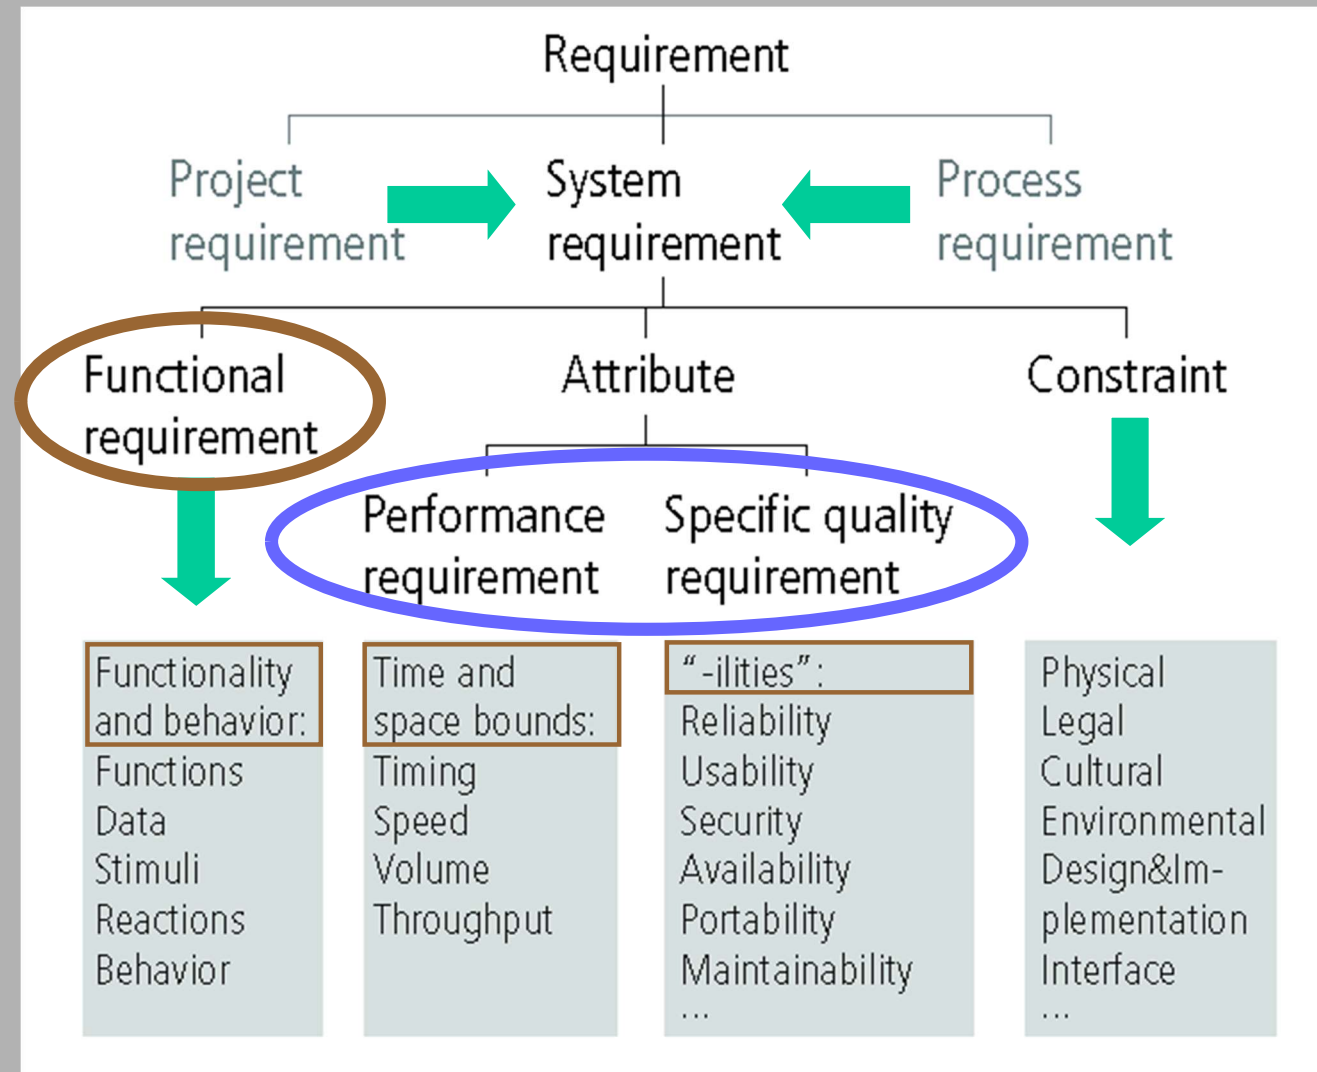 Requirement
Project
requirement
System
requirement
Process
requirement
Functional
requirement
Attribute
Constraint
Performance
requirement
Specific quality
requirement
Functionality
and behavior:
Functions
Data
Stimuli
Reactions
Behavior
Time and
space bounds:
Timing
Speed
Volume
Throughput
“-ilities”:
Reliability
Usability
Security
Availability
Portability
Maintainability
...
Physical
Legal
Cultural
Environmental
Design&Im-
plementation
Interface
...